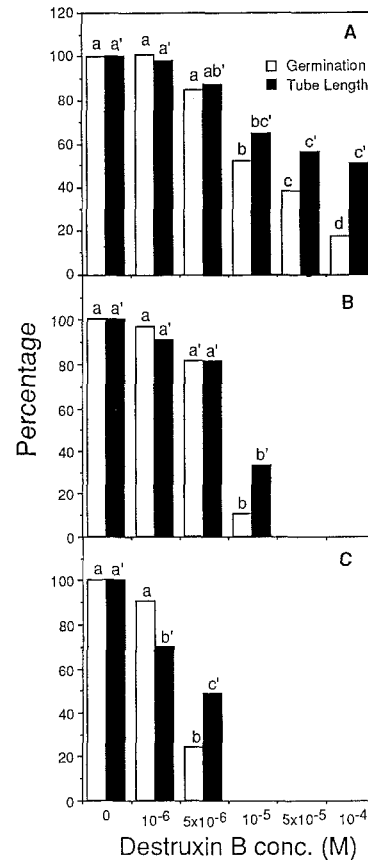 120
A
a a' a a' a ab' b bc' c c' d c'
Germination
Tube Length
100
80
60
40
20
0
B
a a' a a' a' a' b b'
100
80
60
40
20
0
C
a a' a b' b c'
100
80
60
40
20
0
Percentage
0 10⁻⁶ 5x10⁻⁶ 10⁻⁵ 5x10⁻⁵ 10⁻⁴
Destruxin B conc. (M)